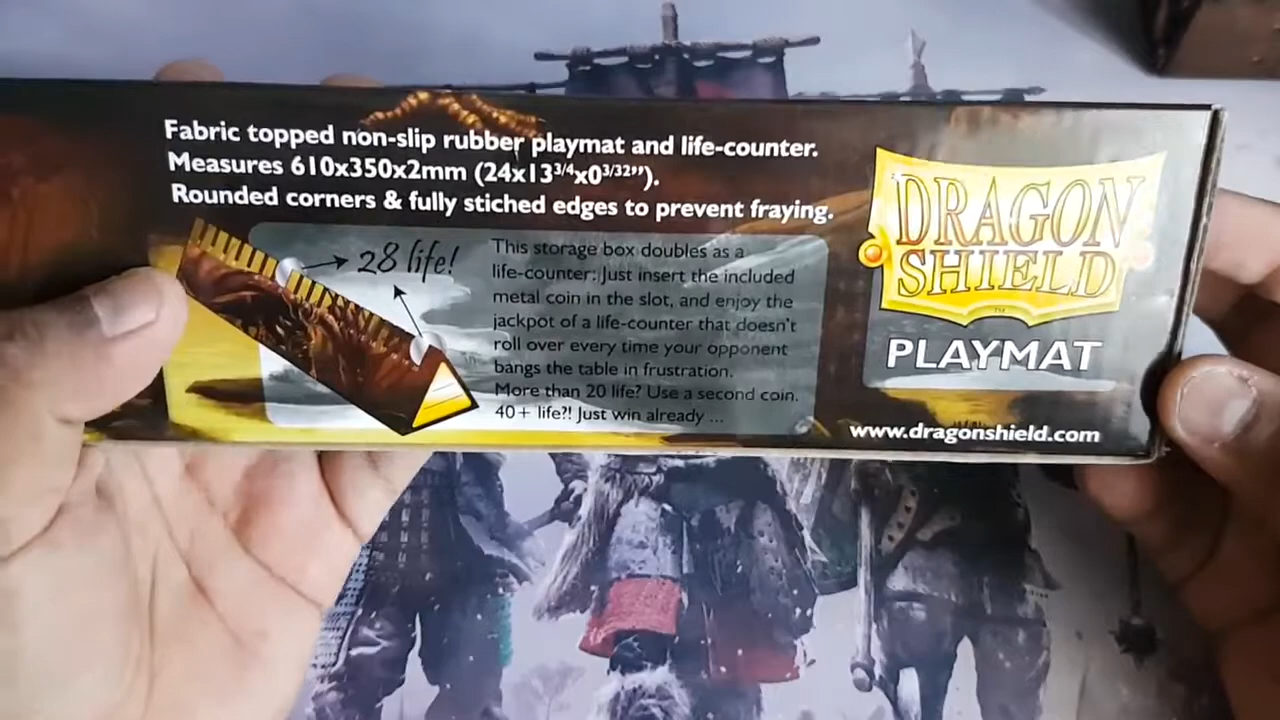 Fabric topped non-slip rubber playmat and life-counter.
Measures 610x350x2mm (24x13³/⁴x0³/³²”).
Rounded corners & fully stiched edges to prevent fraying.
28 life!
This storage box doubles as a
life-counter: Just insert the included
metal coin in the slot, and enjoy the
jackpot of a life-counter that doesn't
roll over every time your opponent
bangs the table in frustration.
More than 20 life? Use a second coin.
40+ life?! Just win already ...
DRAGON
SHIELD
TM
PLAYMAT
www.dragonshield.com